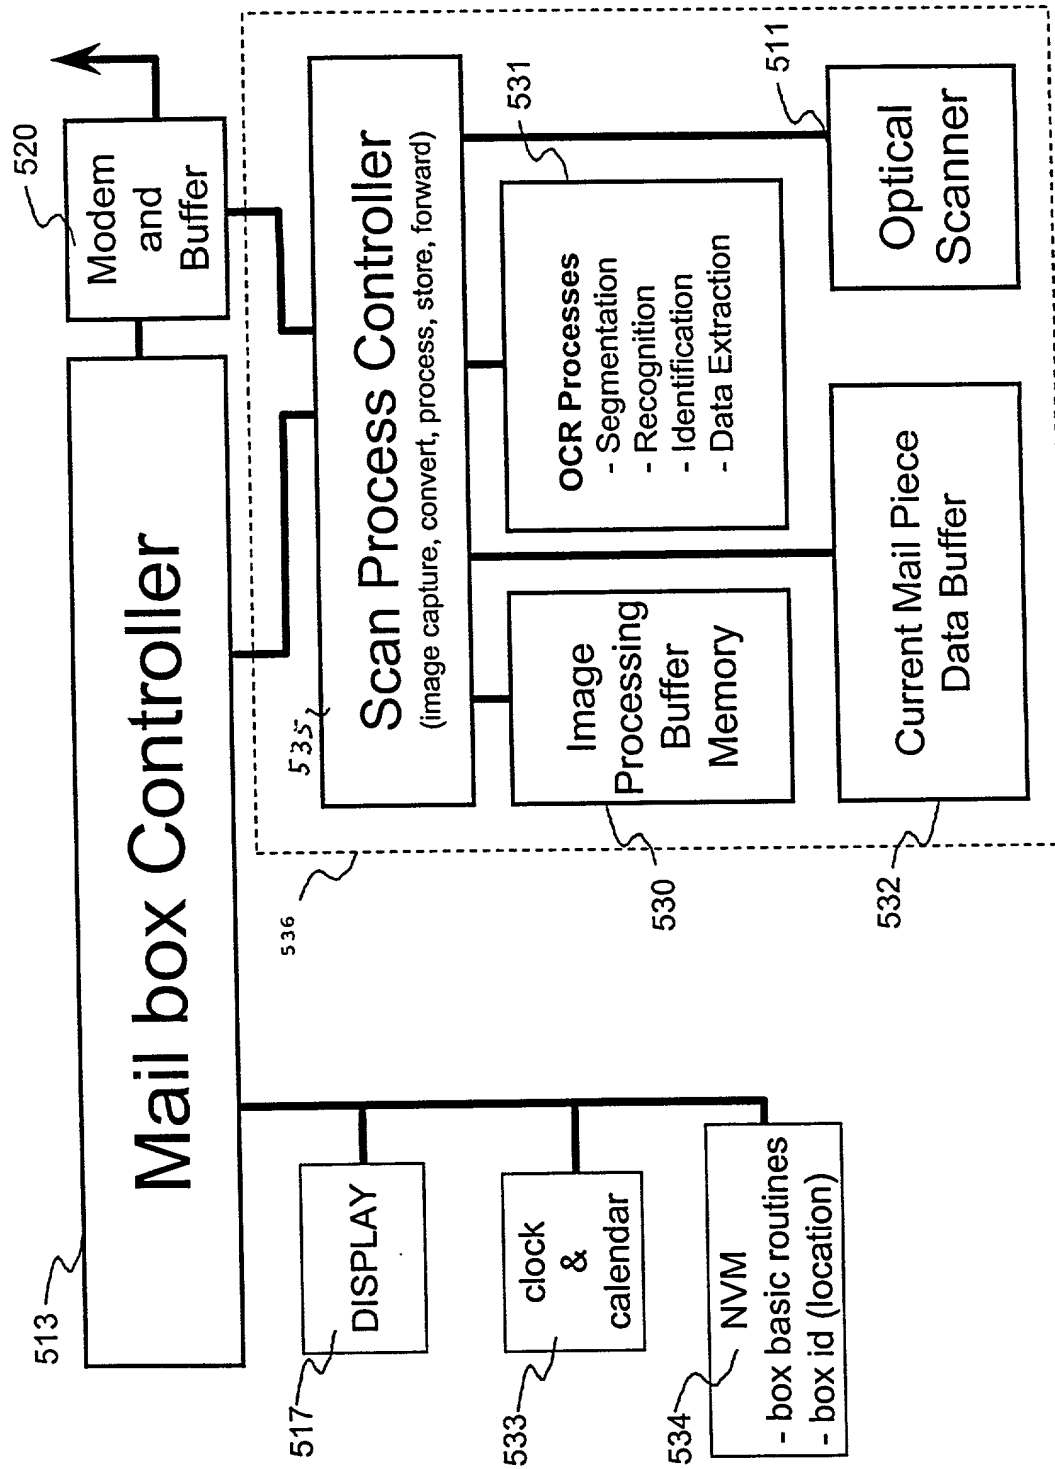 513
Mail box Controller
520
Modem
and
Buffer
517
DISPLAY
533
clock
&
calendar
534
NVM
- box basic routines
- box id (location)
536
535
Scan Process Controller
(image capture, convert, process, store, forward)
530
Image
Processing
Buffer
Memory
531
OCR Processes
- Segmentation
- Recognition
- Identification
- Data Extraction
532
Current Mail Piece
Data Buffer
511
Optical
Scanner